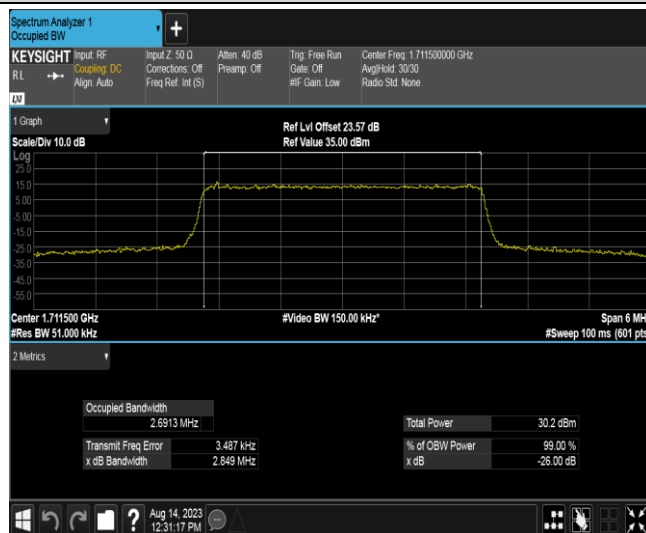 Spectrum Analyzer 1
Occupied BW
+
KEYSIGHT
RL
LXI
Input: RF
Coupling: DC
Align: Auto
Input Z: 50 Ω
Corrections: Off
Freq Ref: Int (S)
Atten: 40 dB
Preamp: Off
Trig: Free Run
Gate: Off
#IF Gain: Low
Center Freq: 1.711500000 GHz
Avg|Hold: 30/30
Radio Std: None
1 Graph
Scale/Div 10.0 dB
Ref Lvl Offset 23.57 dB
Ref Value 35.00 dBm
Log
25.0
15.0
5.00
-5.00
-15.0
-25.0
-35.0
-45.0
-55.0
Center 1.711500 GHz
#Res BW 51.000 kHz
#Video BW 150.00 kHz*
Span 6 MH
#Sweep 100 ms (601 pts
2 Metrics
Occupied Bandwidth
2.6913 MHz
Transmit Freq Error 3.487 kHz
x dB Bandwidth 2.849 MHz
Total Power 30.2 dBm
% of OBW Power 99.00 %
x dB -26.00 dB
?
Aug 14, 2023
12:31:17 PM